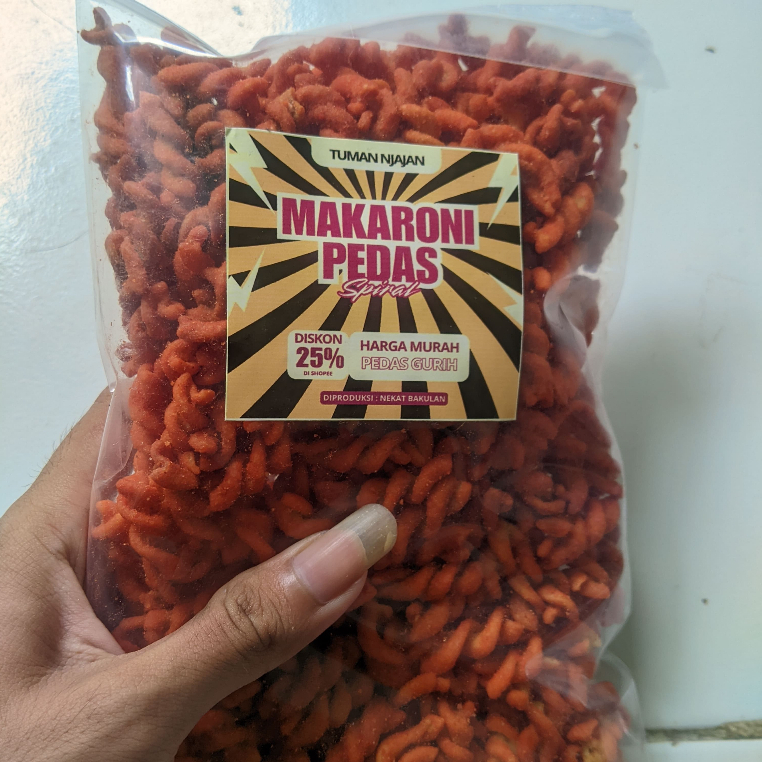 TUMAN NJAJAN
MAKARONI
PEDAS
Spiral
DISKON
25%
DI SHOPEE
HARGA MURAH
PEDAS GURIH
DIPRODUKSI : NEKAT BAKULAN